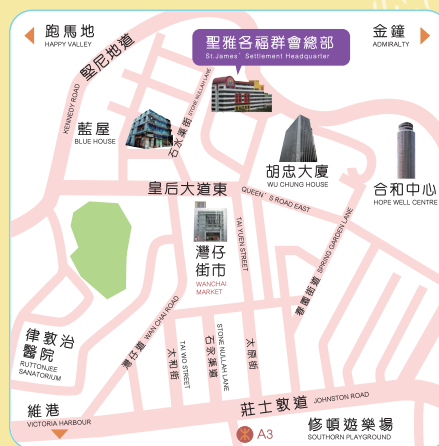 跑馬地
HAPPY VALLEY
金鐘
ADMIRALTY
聖雅各福群會總部
St.James' Settlement Headquarter
堅尼地道
KENNEDY ROAD
石水渠街
STONE NULLAH LANE
藍屋
BLUE HOUSE
胡忠大廈
WU CHUNG HOUSE
合和中心
HOPE WELL CENTRE
皇后大道東
QUEEN'S ROAD EAST
灣仔
街市
WANCHAI
MARKET
TAI YUEN STREET
太原街
春園街道
SPRING GARDEN LANE
灣仔道
WAN CHAI ROAD
TAI WO STREET
太和街
STONE NULLAH LANE
石水渠街
律敦治
醫院
RUTTONJEE
SANATORIUM
維港
VICTORIA HARBOUR
莊士敦道
JOHNSTON ROAD
A3
修頓遊樂場
SOUTHORN PLAYGROUND